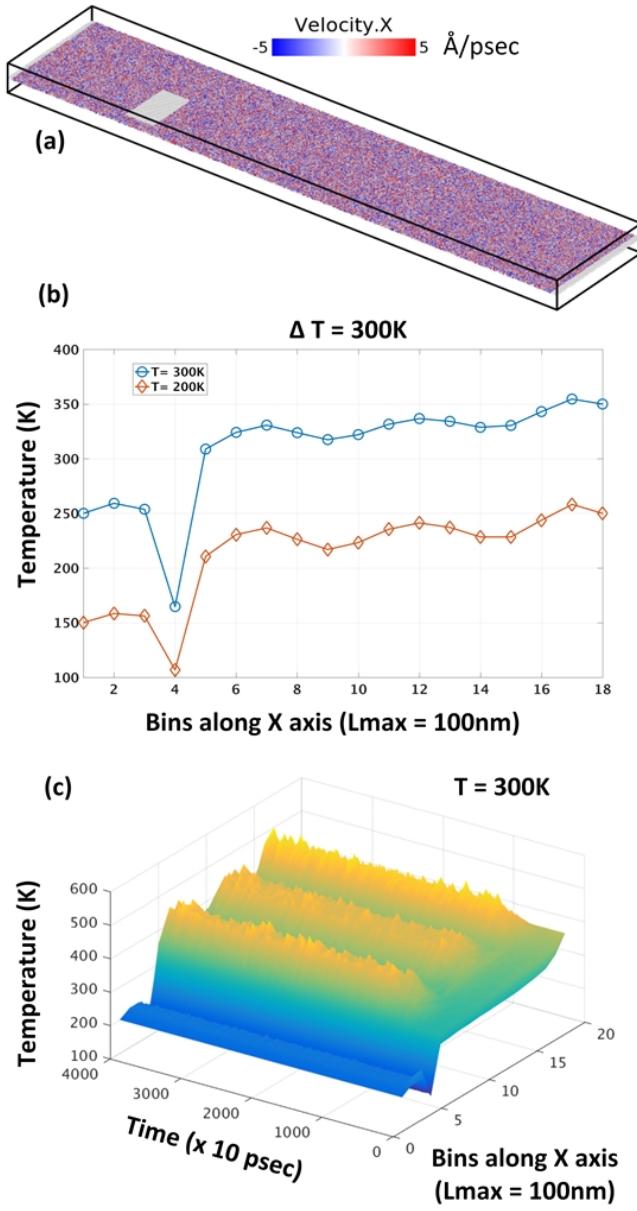 Velocity.X
-5 5 Å/psec
(a)
(b)
Δ T = 300K
400
350
300
250
200
150
100
T= 300K
T= 200K
Temperature (K)
2 4 6 8 10 12 14 16 18
Bins along X axis (Lmax = 100nm)
(c)
T = 300K
600
500
400
300
200
100
Temperature (K)
4000
3000
2000
1000
0
Time (x 10 psec)
0
5
10
15
20
Bins along X axis
(Lmax = 100nm)